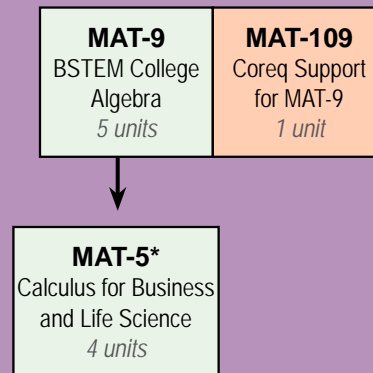 MAT-9
BSTEM College
Algebra
5 units
MAT-109
Coreq Support
for MAT-9
1 unit
MAT-5*
Calculus for Business
and Life Science
4 units